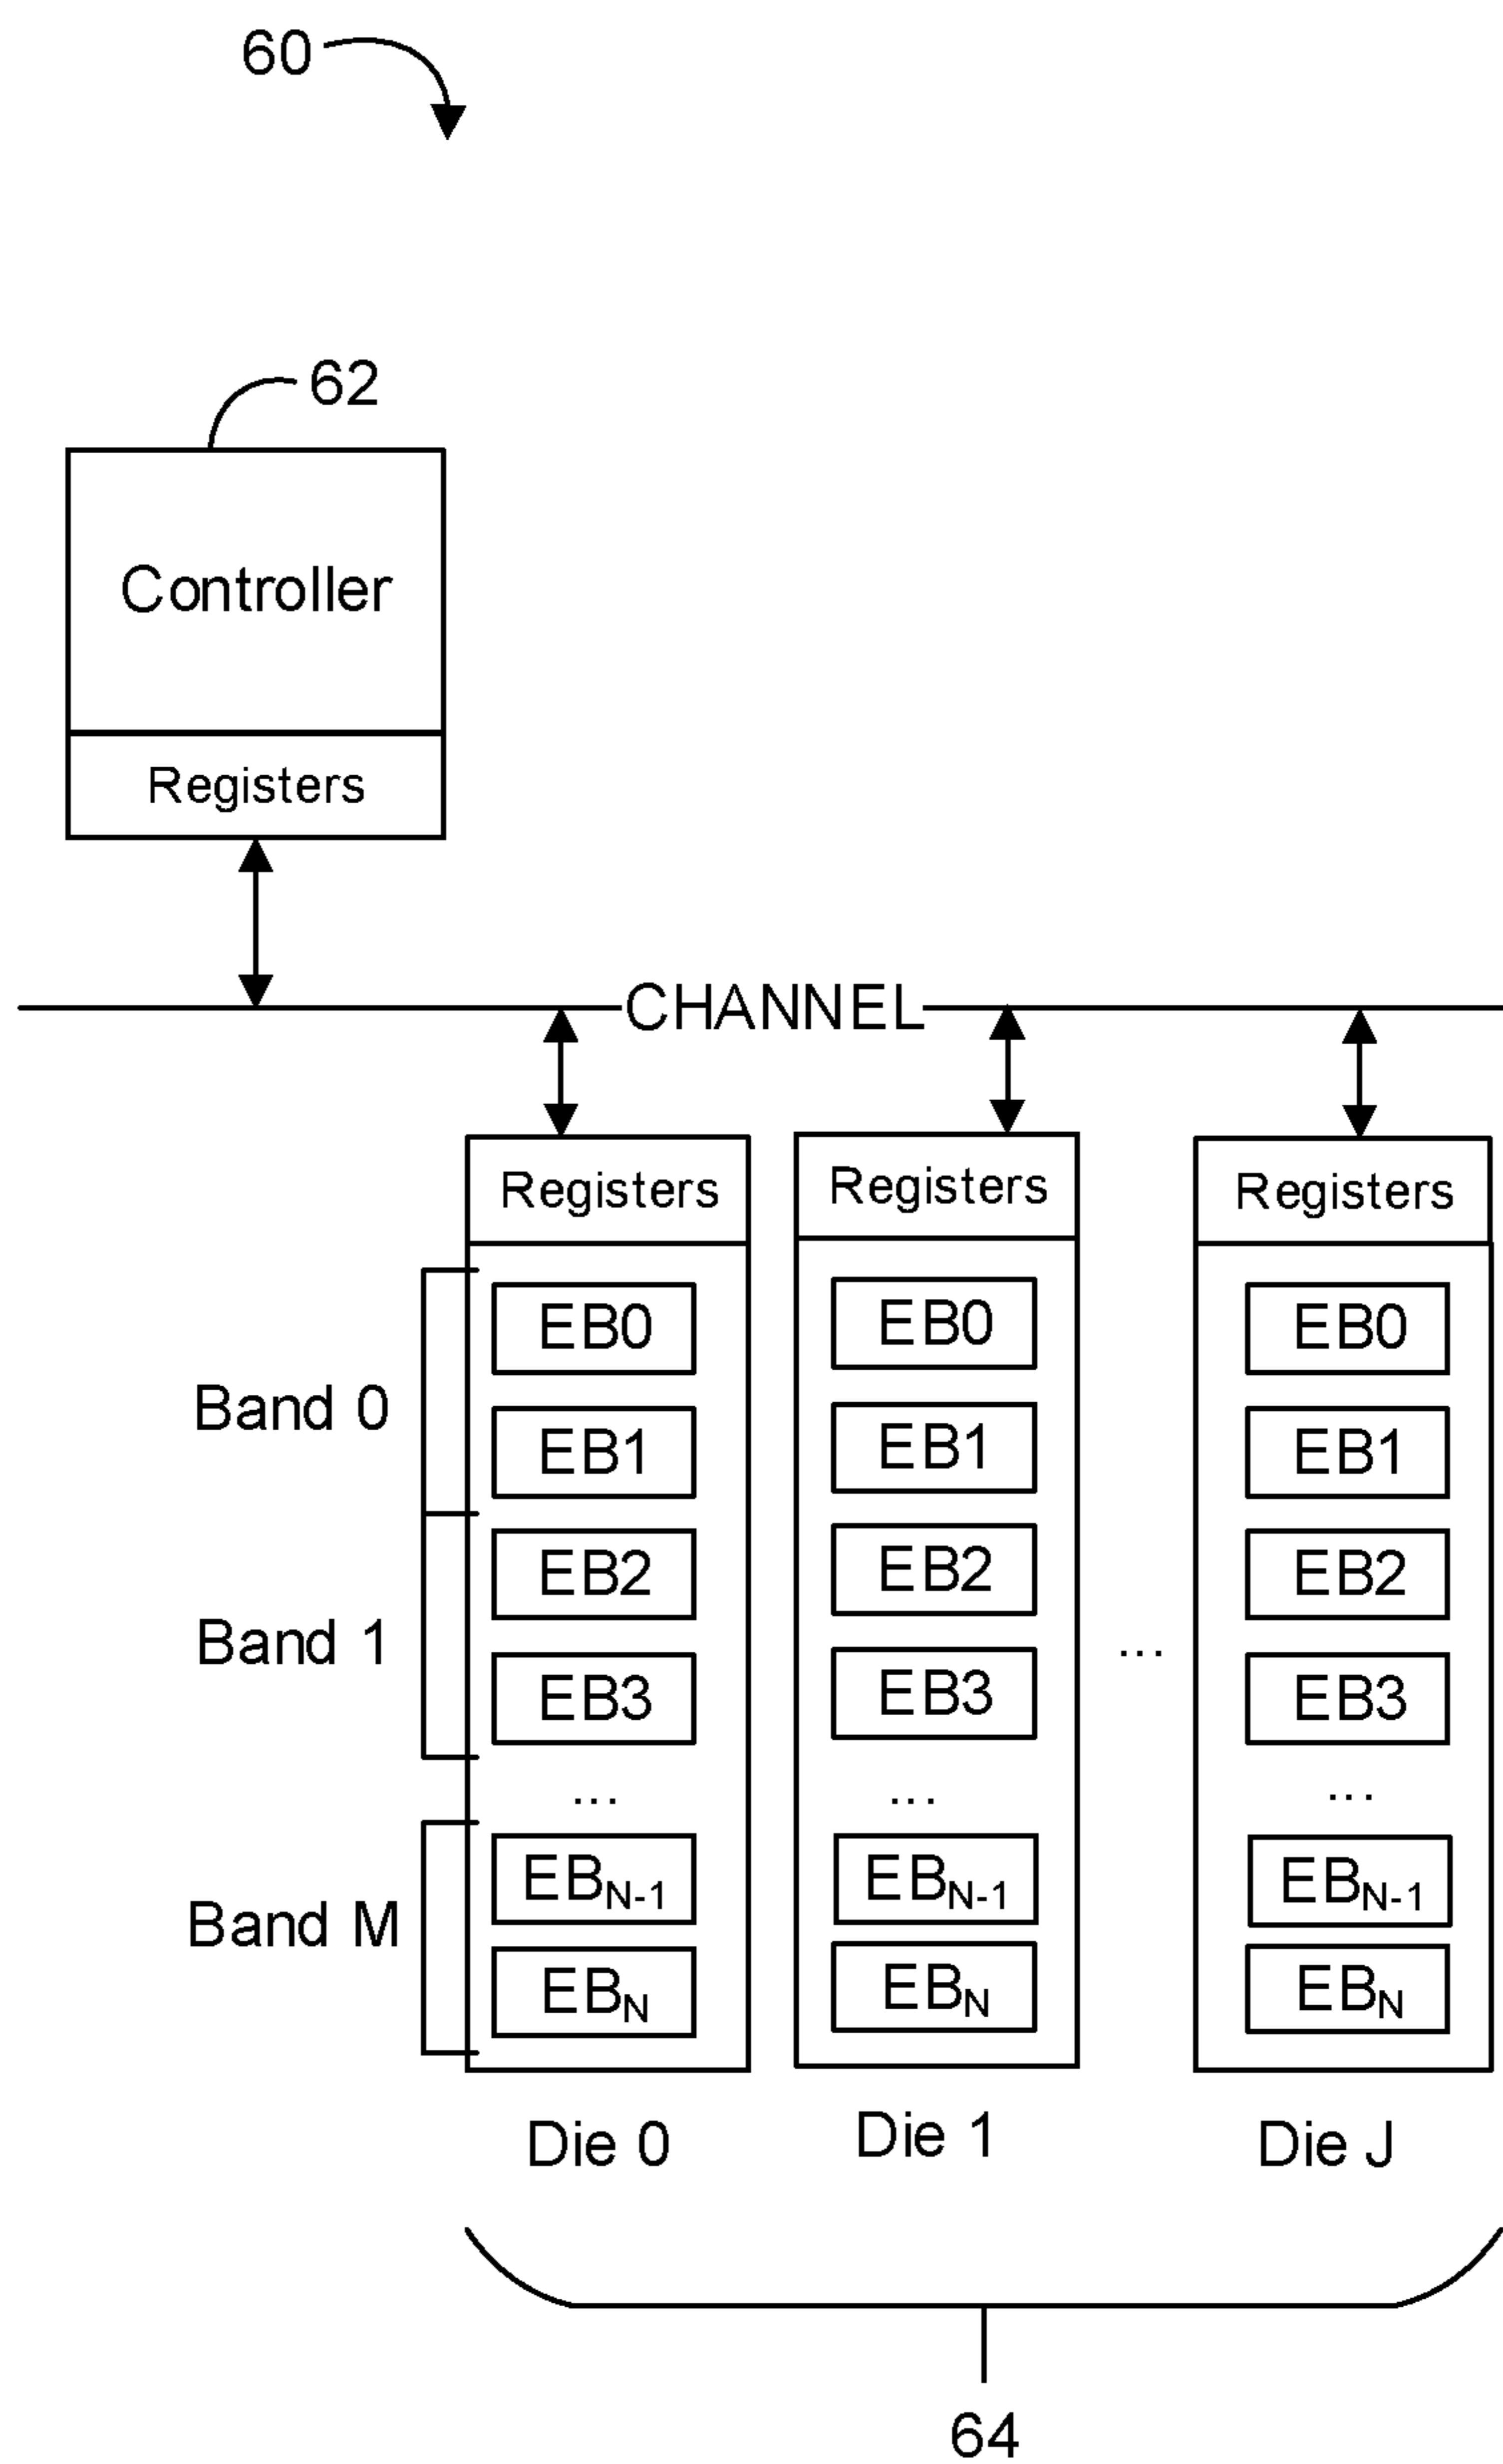 60
62
Controller
Registers
CHANNEL
Registers Registers Registers
EB0 EB0 EB0
Band 0
EB1 EB1 EB1
EB2 EB2 EB2
Band 1 ...
EB3 EB3 EB3
... ... ...
EBN-1 EBN-1 EBN-1
Band M
EBN EBN EBN
Die 0 Die 1 Die J
64